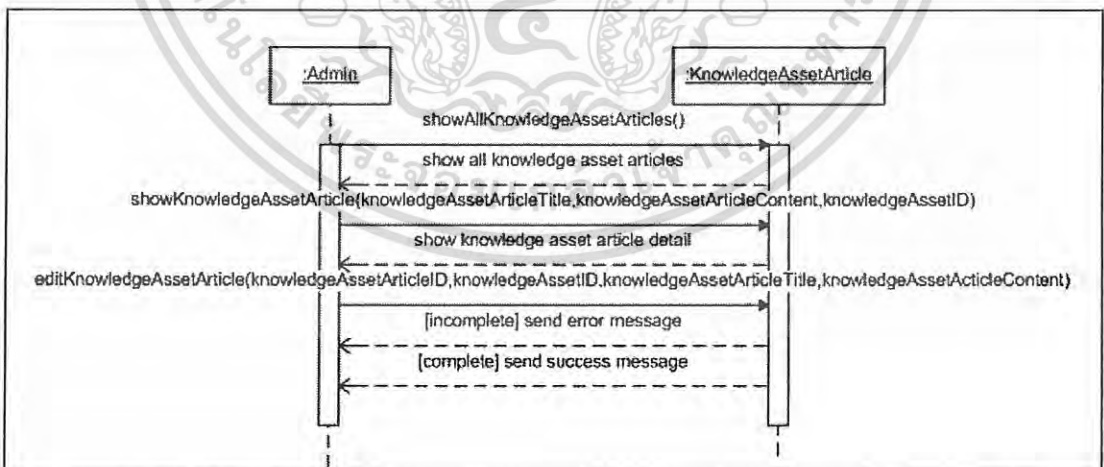 :Admin
:KnowledgeAssetArticle
showAllKnowledgeAssetArticles()
show all knowledge asset articles
showKnowledgeAssetArticle(knowledgeAssetArticleTitle,knowledgeAssetArticleContent,knowledgeAssetID)
show knowledge asset article detail
editKnowledgeAssetArticle(knowledgeAssetArticleID,knowledgeAssetID,knowledgeAssetArticleTitle,knowledgeAssetActicleContent)
[incomplete] send error message
[complete] send success message